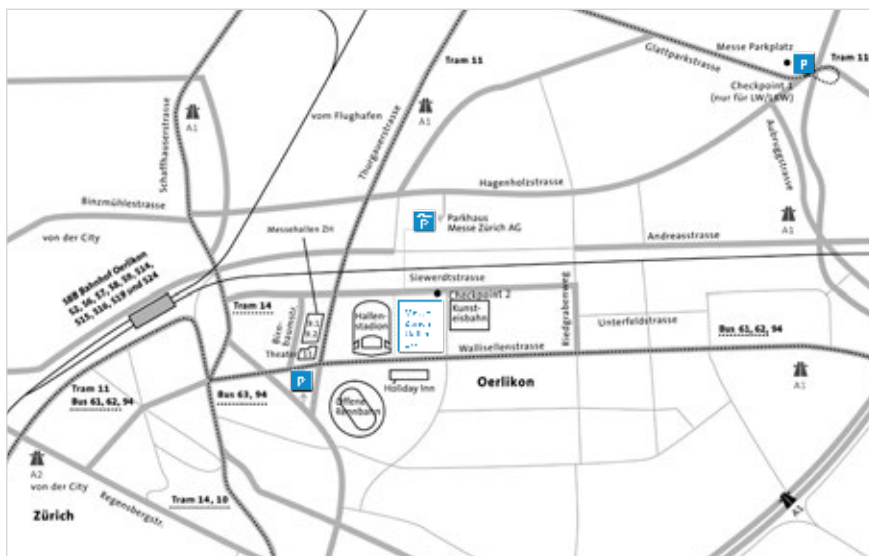 Messe Parkplatz
P
Tram 11
Glattparkstrasse
Checkpoint 1
(nur für LW/LKW)
Tram 11
A1
A1
Schaffhauserstrasse
vom Flughafen
Thurgauerstrasse
Aubruggstrasse
Hagenholzstrasse
Binzmühlestrasse
P
Parkhaus
Messe Zürich AG
A1
Messehallen ZH
von der City
Andreasstrasse
SBB Bahnhof Oerlikon
S2, S6, S7, S8, S9, S14,
S15, S16, S19 und S24
Siewerdtstrasse
Checkpoint 2
Tram 14
Hallen-
stadion
Kunst-
eisbahn
Riedgrabenweg
Unterfeldstrasse
Bus 61, 62, 94
9.1
9.2
Theater
Wallisellenstrasse
P
Holiday Inn
Oerlikon
A1
Tram 11
Bus 61, 62, 94
Bus 63, 94
Offene
Rennbahn
A2
von der City
Zürich
Regensbergstr.
Tram 14, 10
A1